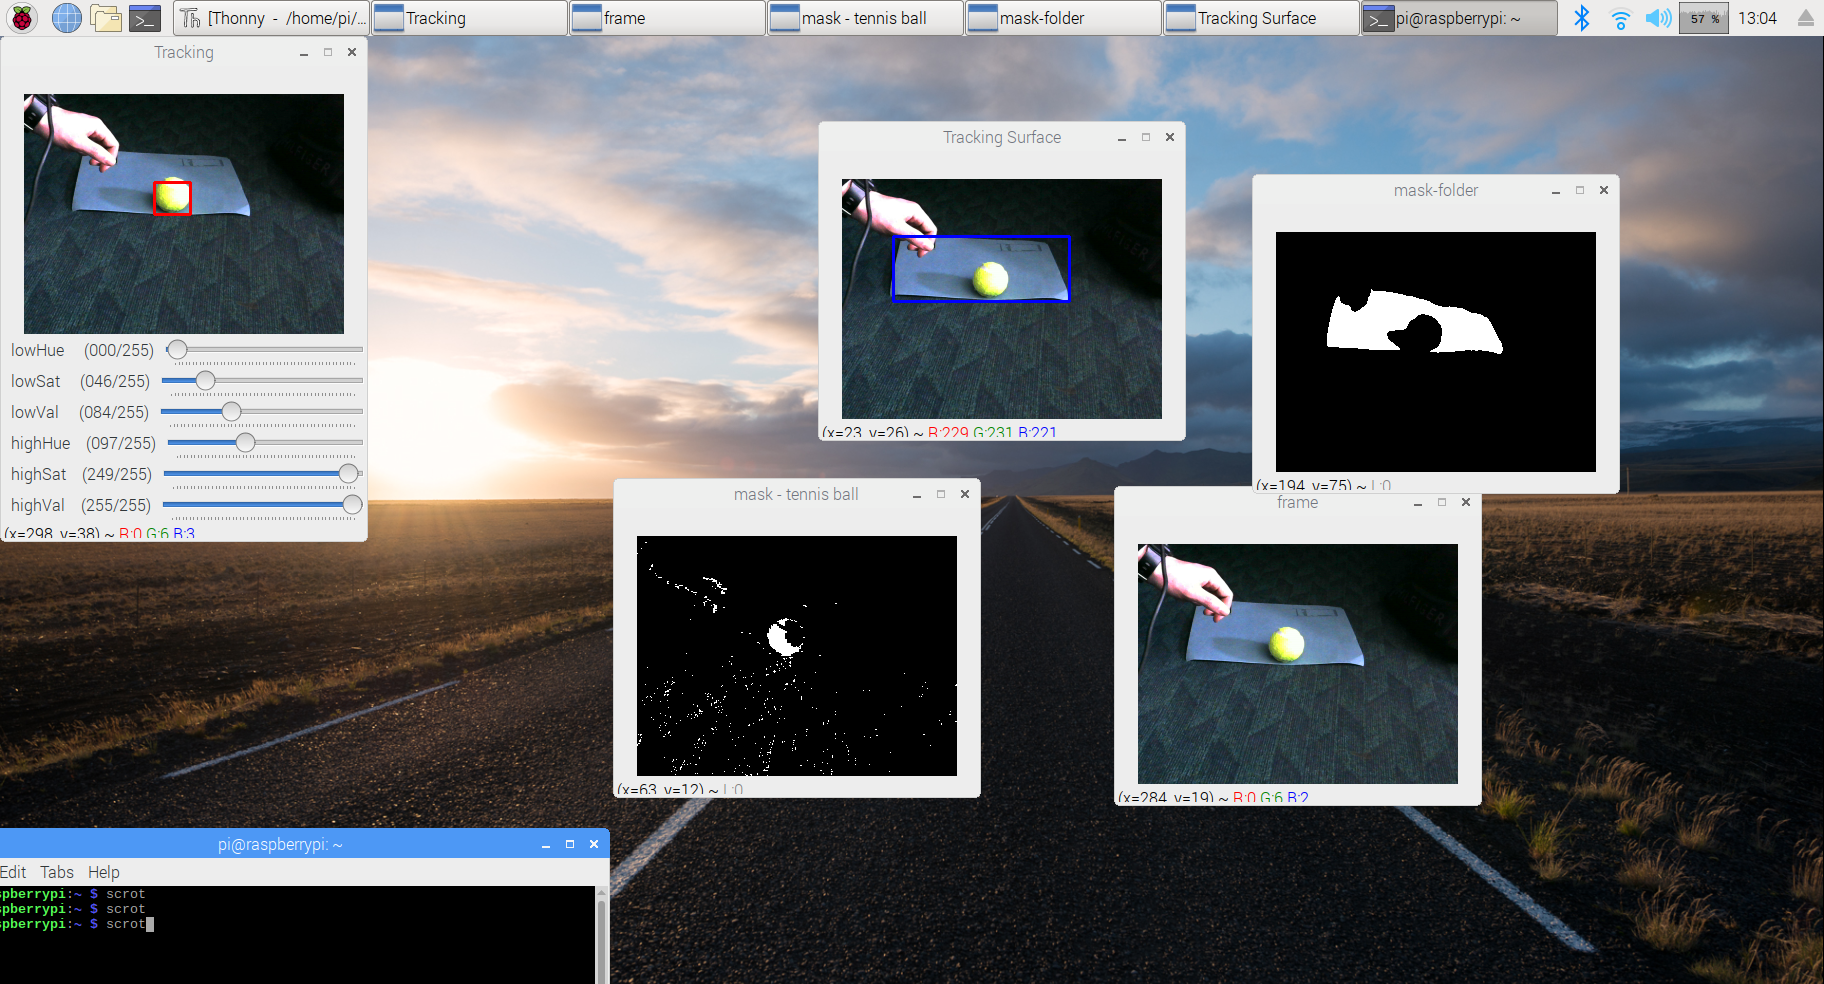 [Thonny - /home/pi/...
Tracking
frame
mask - tennis ball
mask-folder
Tracking Surface
pi@raspberrypi: ~
57 %
13:04
Tracking
lowHue (000/255)
lowSat (046/255)
lowVal (084/255)
highHue (097/255)
highSat (249/255)
highVal (255/255)
(x=298, y=38) ~ R:0 G:6 B:3
Tracking Surface
(x=23, y=26) ~ R:229 G:231 B:221
mask-folder
(x=194, y=75) ~ L:0
mask - tennis ball
(x=63, y=12) ~ L:0
frame
(x=284, y=19) ~ R:0 G:6 B:2
pi@raspberrypi: ~
Edit Tabs Help
spberrypi:~ $ scrot
spberrypi:~ $ scrot
spberrypi:~ $ scrot